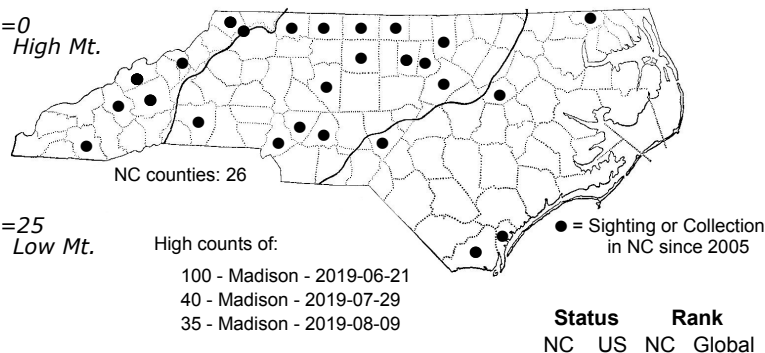 =0
High Mt.
NC counties: 26
=25
Low Mt.
High counts of:
100 - Madison - 2019-06-21
40 - Madison - 2019-07-29
35 - Madison - 2019-08-09
● = Sighting or Collection
in NC since 2005
Status Rank
NC US NC Global